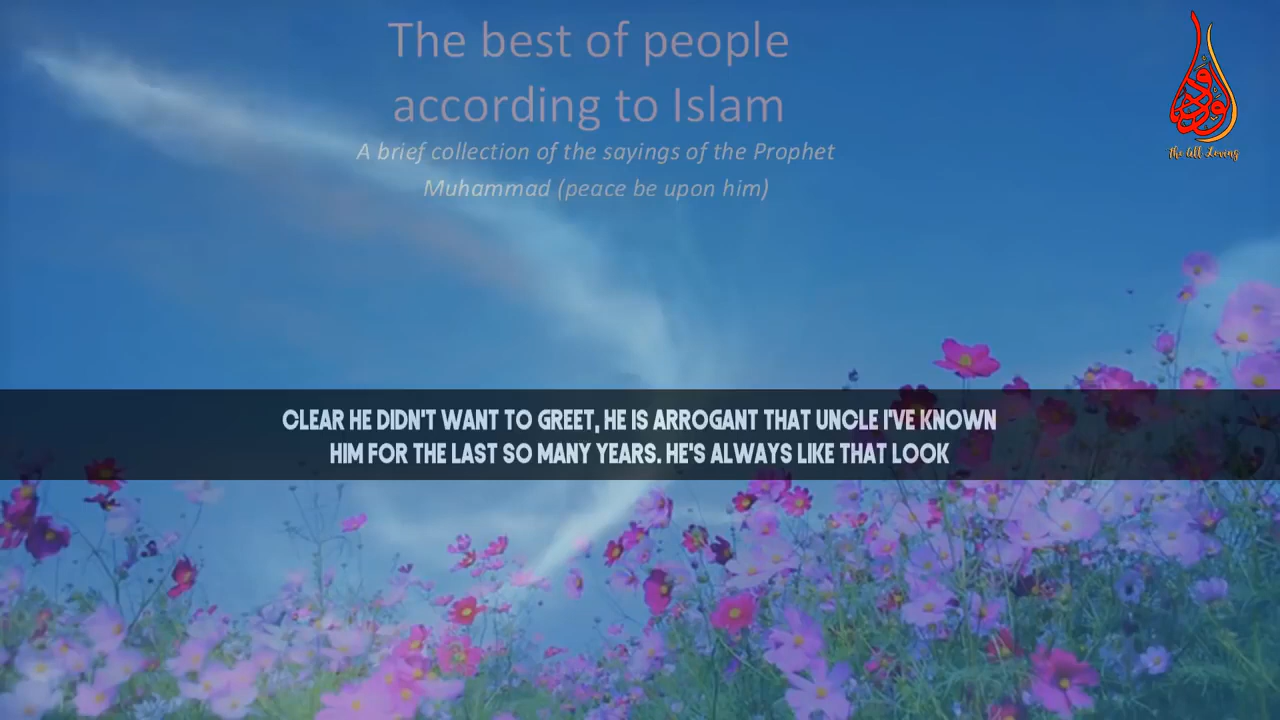 The best of people
according to Islam
A brief collection of the sayings of the Prophet
Muhammad (peace be upon him)
The All Loving
CLEAR HE DIDN'T WANT TO GREET, HE IS ARROGANT THAT UNCLE I'VE KNOWN
HIM FOR THE LAST SO MANY YEARS. HE'S ALWAYS LIKE THAT LOOK